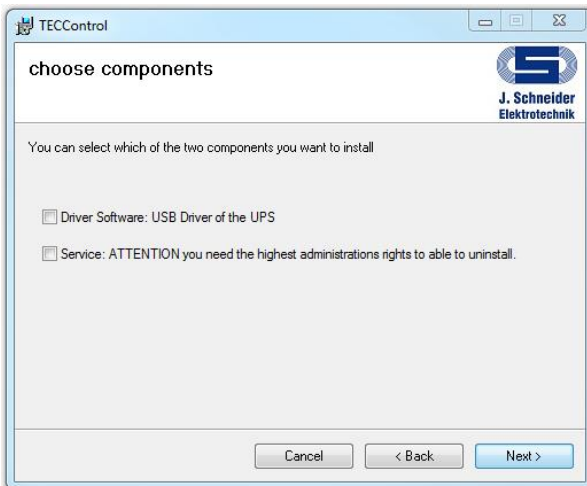 TECControl
choose components
J. Schneider
Elektrotechnik
You can select which of the two components you want to install
Driver Software: USB Driver of the UPS
Service: ATTENTION you need the highest administrations rights to able to uninstall.
Cancel
< Back
Next >